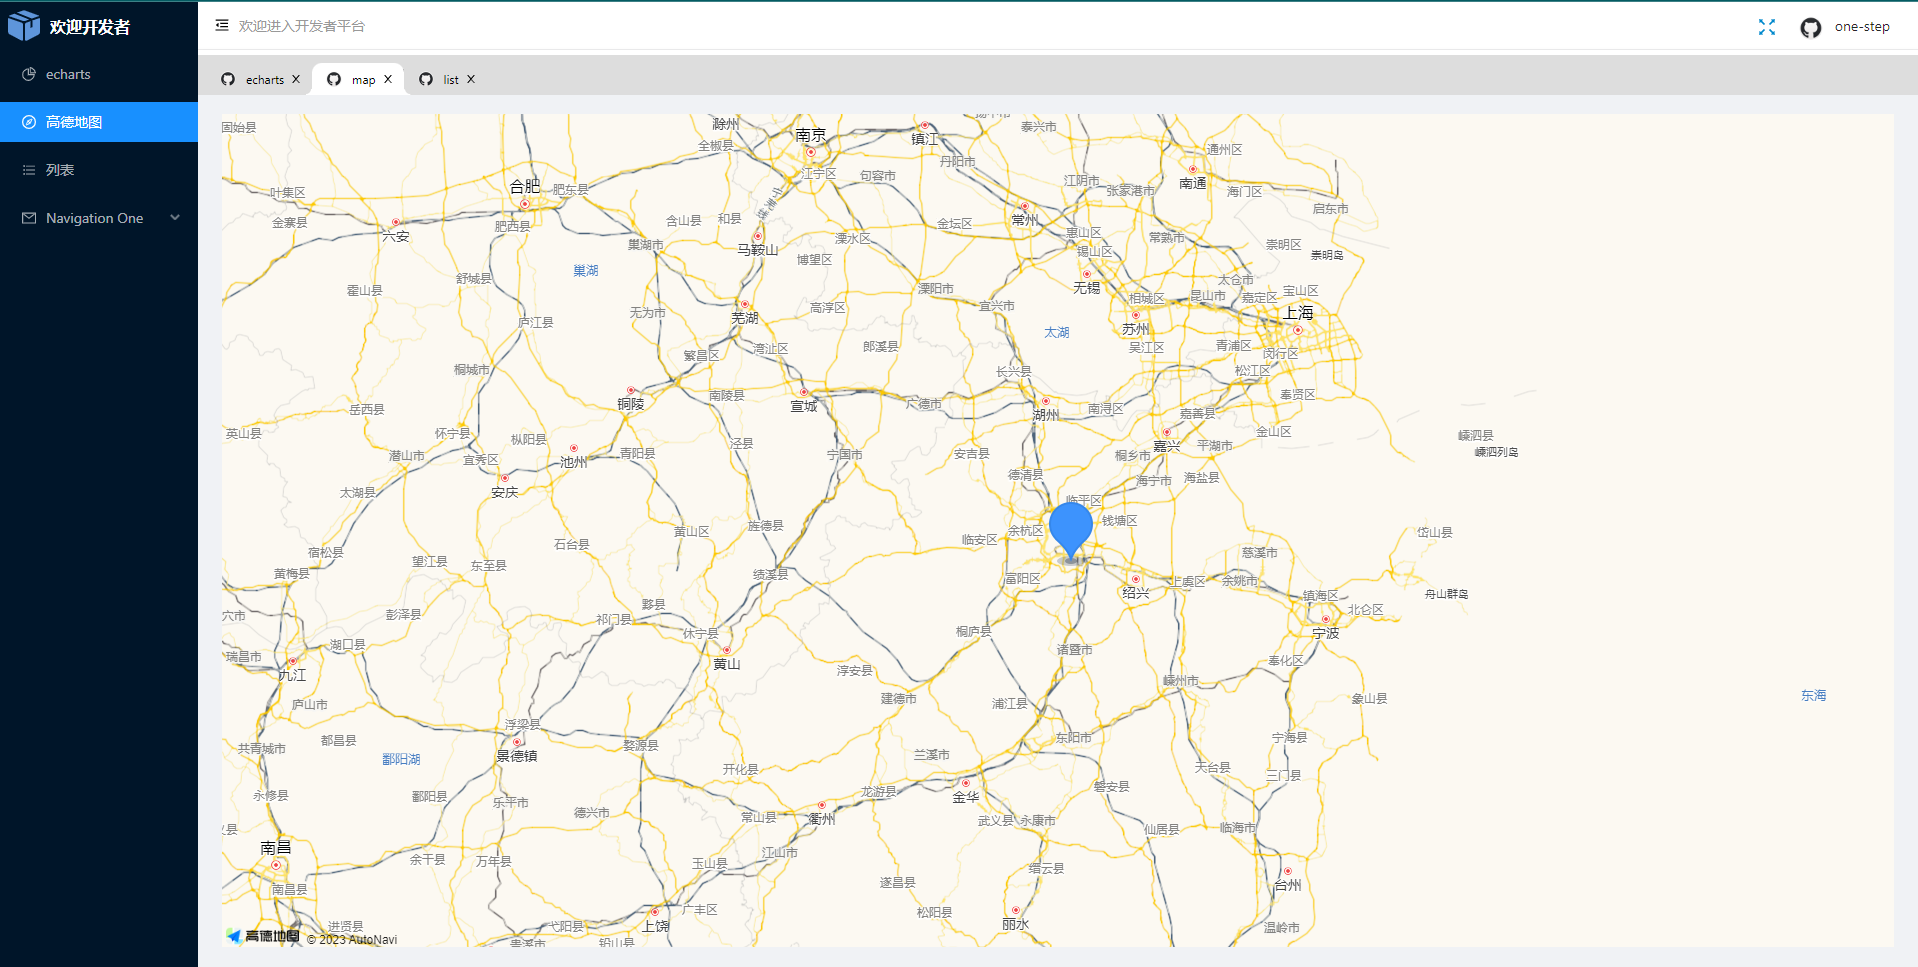 欢迎开发者
echarts
高德地图
列表
Navigation One
欢迎进入开发者平台
one-step
echarts
map
list
固始县
滁州
南京
镇江
泰兴市
通州区
全椒县
丹阳市
江宁区
句容市
江阴市
张家港市
南通
海门区
叶集区
合肥
肥东县
启东市
金寨县
六安
肥西县
含山县
和县
马鞍山
溧水区
金坛区
常州
惠山区
常熟市
崇明区
崇明岛
巢湖市
博望区
锡山区
巢湖
舒城县
霍山县
溧阳市
无锡
太仓市
宜兴市
相城区
昆山市
嘉定区
宝山区
上海
无为市
芜湖
高淳区
庐江县
太湖
苏州
吴江区
青浦区
闵行区
繁昌区
湾沚区
郎溪县
桐城市
长兴县
松江区
岳西县
铜陵
南陵县
宣城
广德市
湖州
南浔区
嘉善县
奉贤区
英山县
怀宁县
枞阳县
泾县
嘉兴
平湖市
金山区
嵊泗县
嵊泗列岛
潜山市
宜秀区
池州
青阳县
宁国市
安吉县
桐乡市
德清县
海宁市
海盐县
太湖县
安庆
临平区
黄山区
旌德县
余杭区
钱塘区
临安区
岱山县
宿松县
石台县
望江县
东至县
慈溪市
黄梅县
绩溪县
富阳区
绍兴
上虞区
余姚市
舟山群岛
镇海区
北仑区
穴市
彭泽县
黟县
祁门县
休宁县
桐庐县
宁波
湖口县
瑞昌市
九江
黄山
诸暨市
奉化区
淳安县
嵊州市
建德市
浦江县
象山县
东海
庐山市
浮梁县
都昌县
共青城市
景德镇
婺源县
东阳市
宁海县
鄱阳湖
兰溪市
开化县
天台县
三门县
永修县
鄱阳县
乐平市
德兴市
龙游县
金华
磐安县
常山县
衢州
武义县
永康市
仙居县
临海市
南昌
余干县
万年县
玉山县
江山市
缙云县
遂昌县
台州
南昌县
广丰区
松阳县
丽水
进贤县
弋阳县
上饶
温岭市
高德地图
© 2023 AutoNavi
贵溪市
铅山县